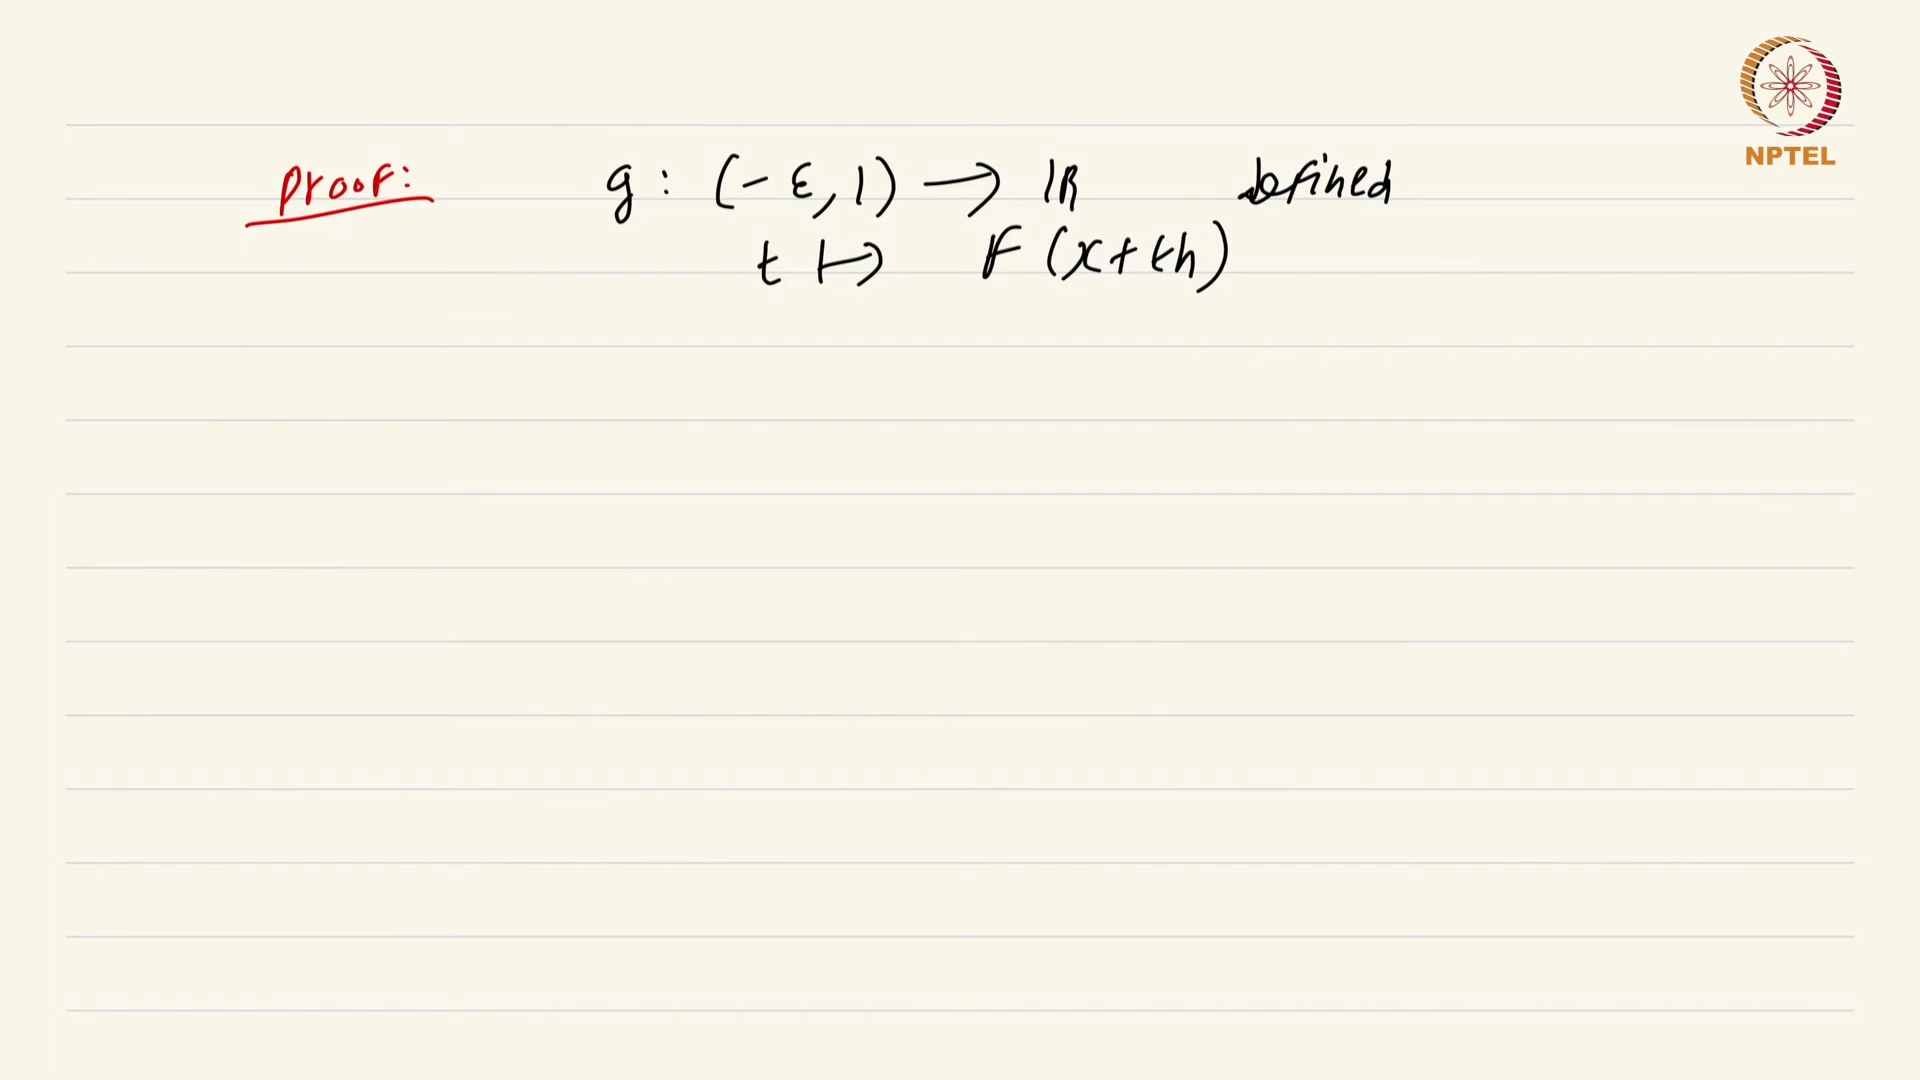 NPTEL
Proof: g : (-ε, 1) → ℝ defined
t ↦ F(x+th)